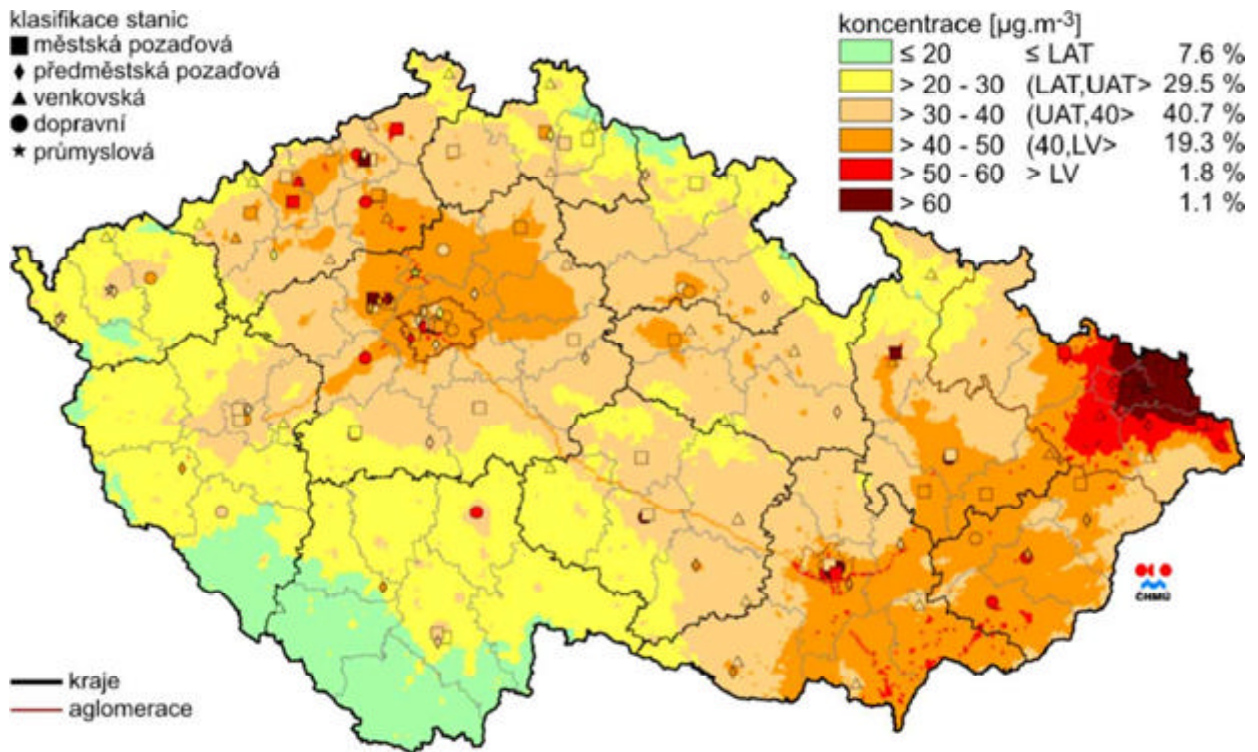 klasifikace stanic
městská pozaďová
předměstská pozaďová
venkovská
dopravní
průmyslová
koncentrace [µg.m⁻³]
≤ 20 ≤ LAT 7.6 %
> 20 - 30 (LAT,UAT> 29.5 %
> 30 - 40 (UAT,40> 40.7 %
> 40 - 50 (40,LV> 19.3 %
> 50 - 60 > LV 1.8 %
> 60 1.1 %
CHMU
kraje
aglomerace